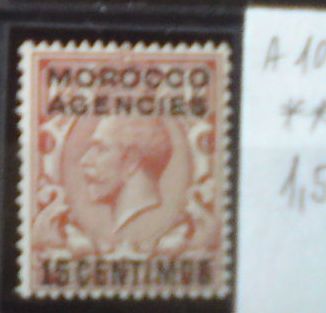 MOROCCO
AGENCIES
15 CENTIMOS
A 10
**
1,5